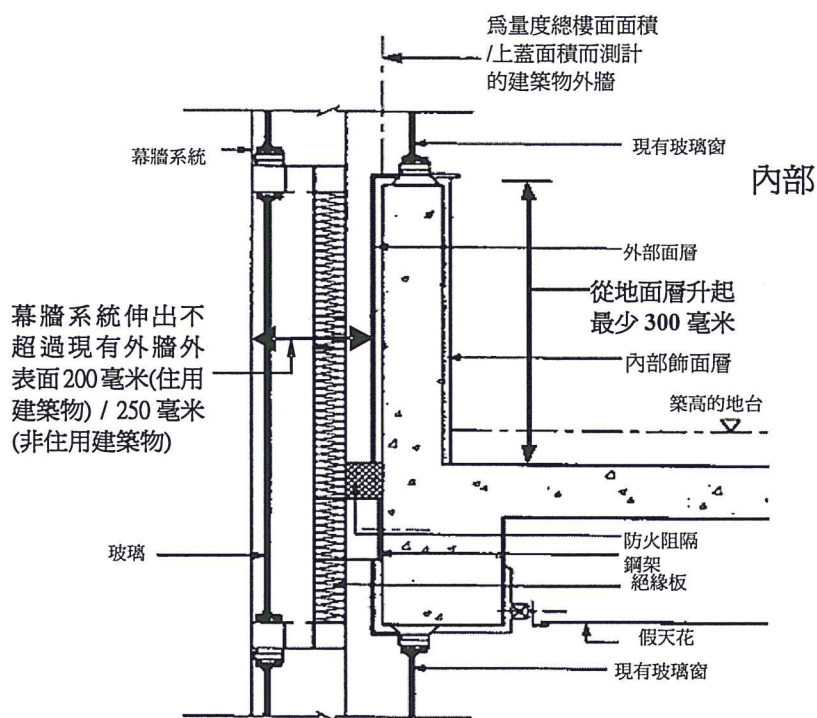 為量度總樓面面積
/上蓋面積而測計
的建築物外牆
幕牆系統
現有玻璃窗
內部
外部面層
從地面層升起
最少 300 毫米
幕牆系統伸出不
超過現有外牆外
表面 200 毫米(住用
建築物) / 250 毫米
(非住用建築物)
內部飾面層
築高的地台
玻璃
防火阻隔
鋼架
絕緣板
假天花
現有玻璃窗